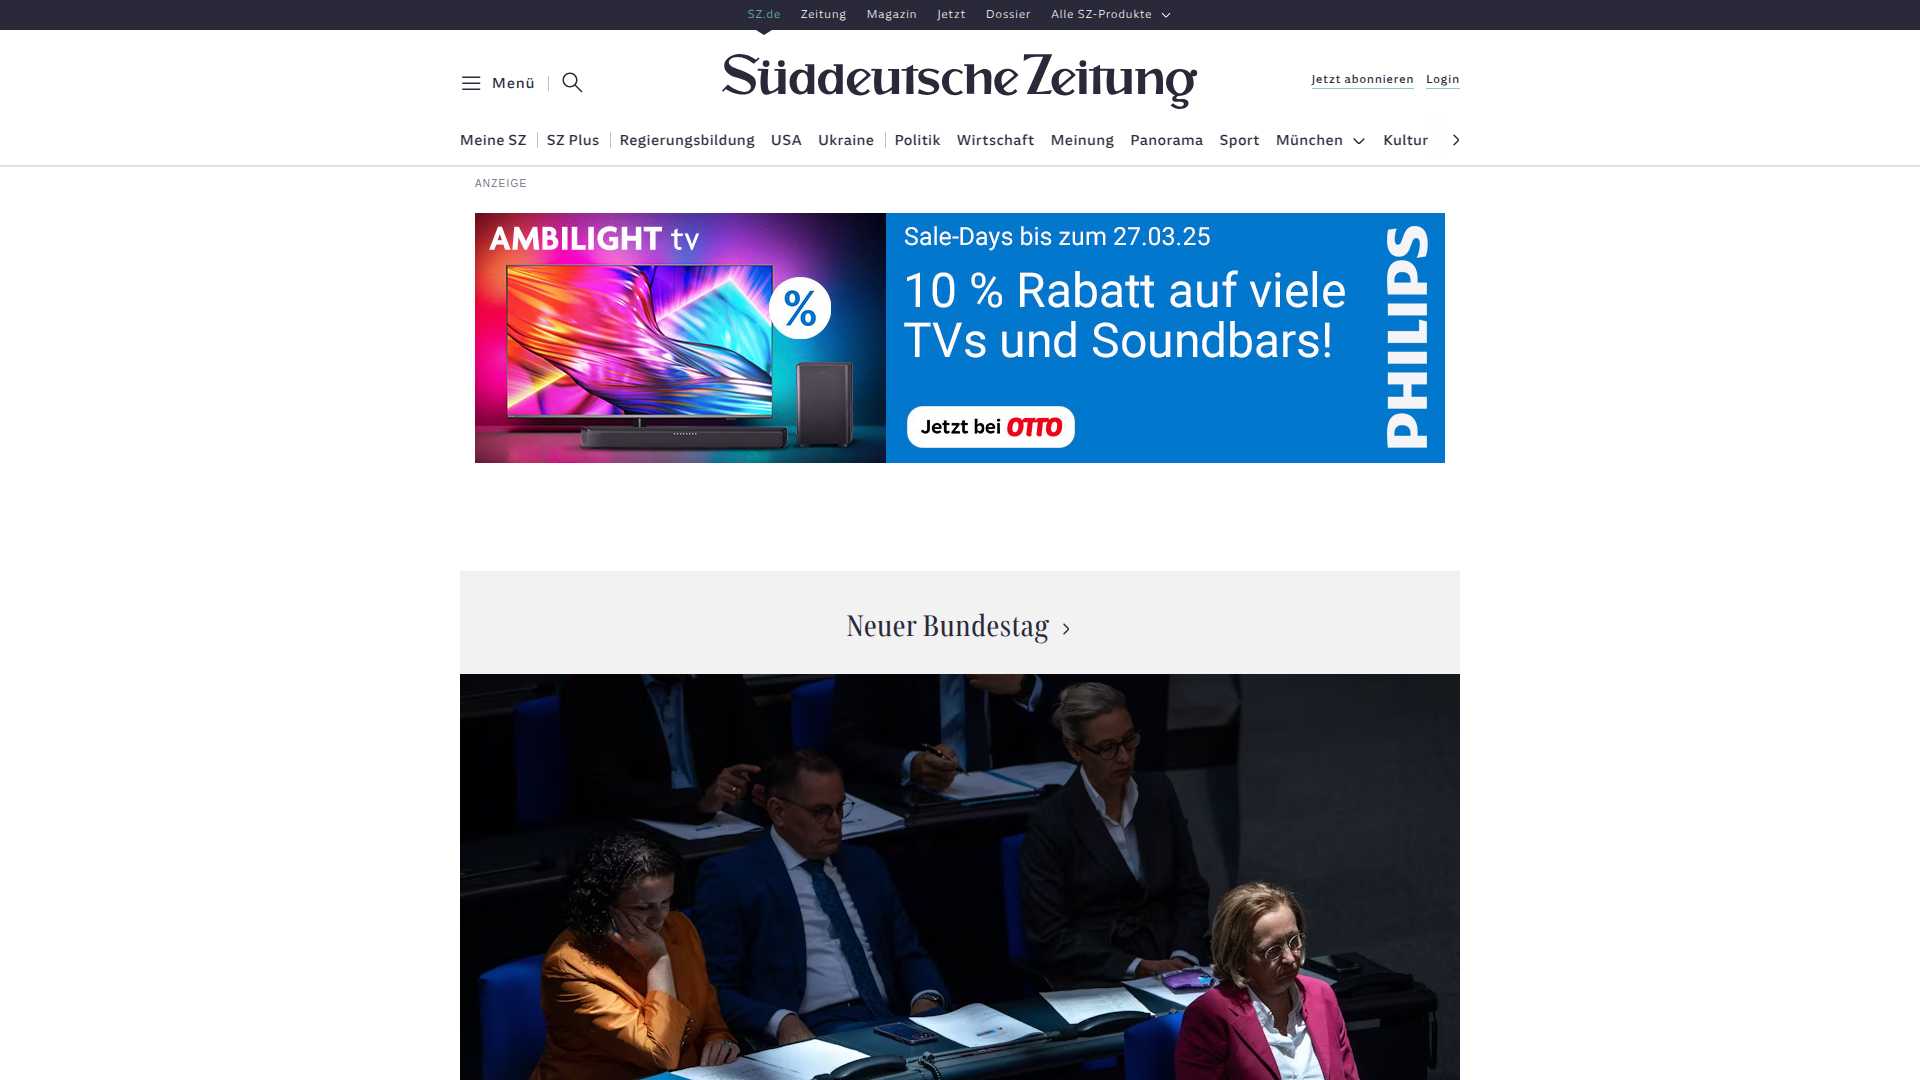 SZ.de Zeitung Magazin Jetzt Dossier Alle SZ-Produkte
Menü
Süddeutsche Zeitung
Jetzt abonnieren Login
Meine SZ SZ Plus Regierungsbildung USA Ukraine Politik Wirtschaft Meinung Panorama Sport München Kultur
ANZEIGE
AMBILIGHT tv
%
Sale-Days bis zum 27.03.25
10 % Rabatt auf viele
TVs und Soundbars!
Jetzt bei OTTO
PHILIPS
Neuer Bundestag